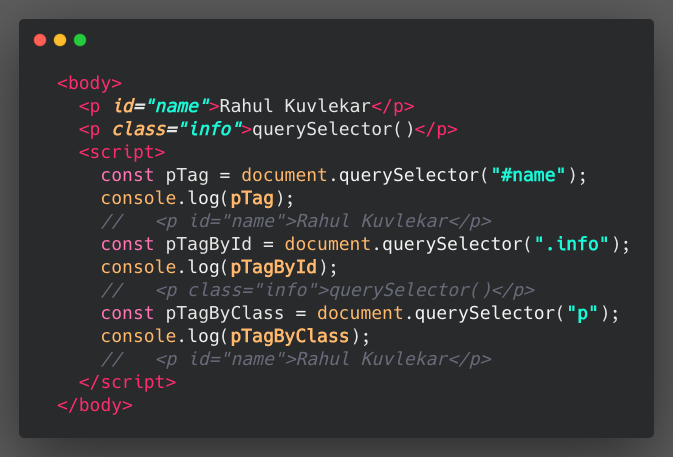 <body>
  <p id="name">Rahul Kuvlekar</p>
  <p class="info">querySelector()</p>
  <script>
    const pTag = document.querySelector("#name");
    console.log(pTag);
    //   <p id="name">Rahul Kuvlekar</p>
    const pTagById = document.querySelector(".info");
    console.log(pTagById);
    //   <p class="info">querySelector()</p>
    const pTagByClass = document.querySelector("p");
    console.log(pTagByClass);
    //   <p id="name">Rahul Kuvlekar</p>
  </script>
</body>